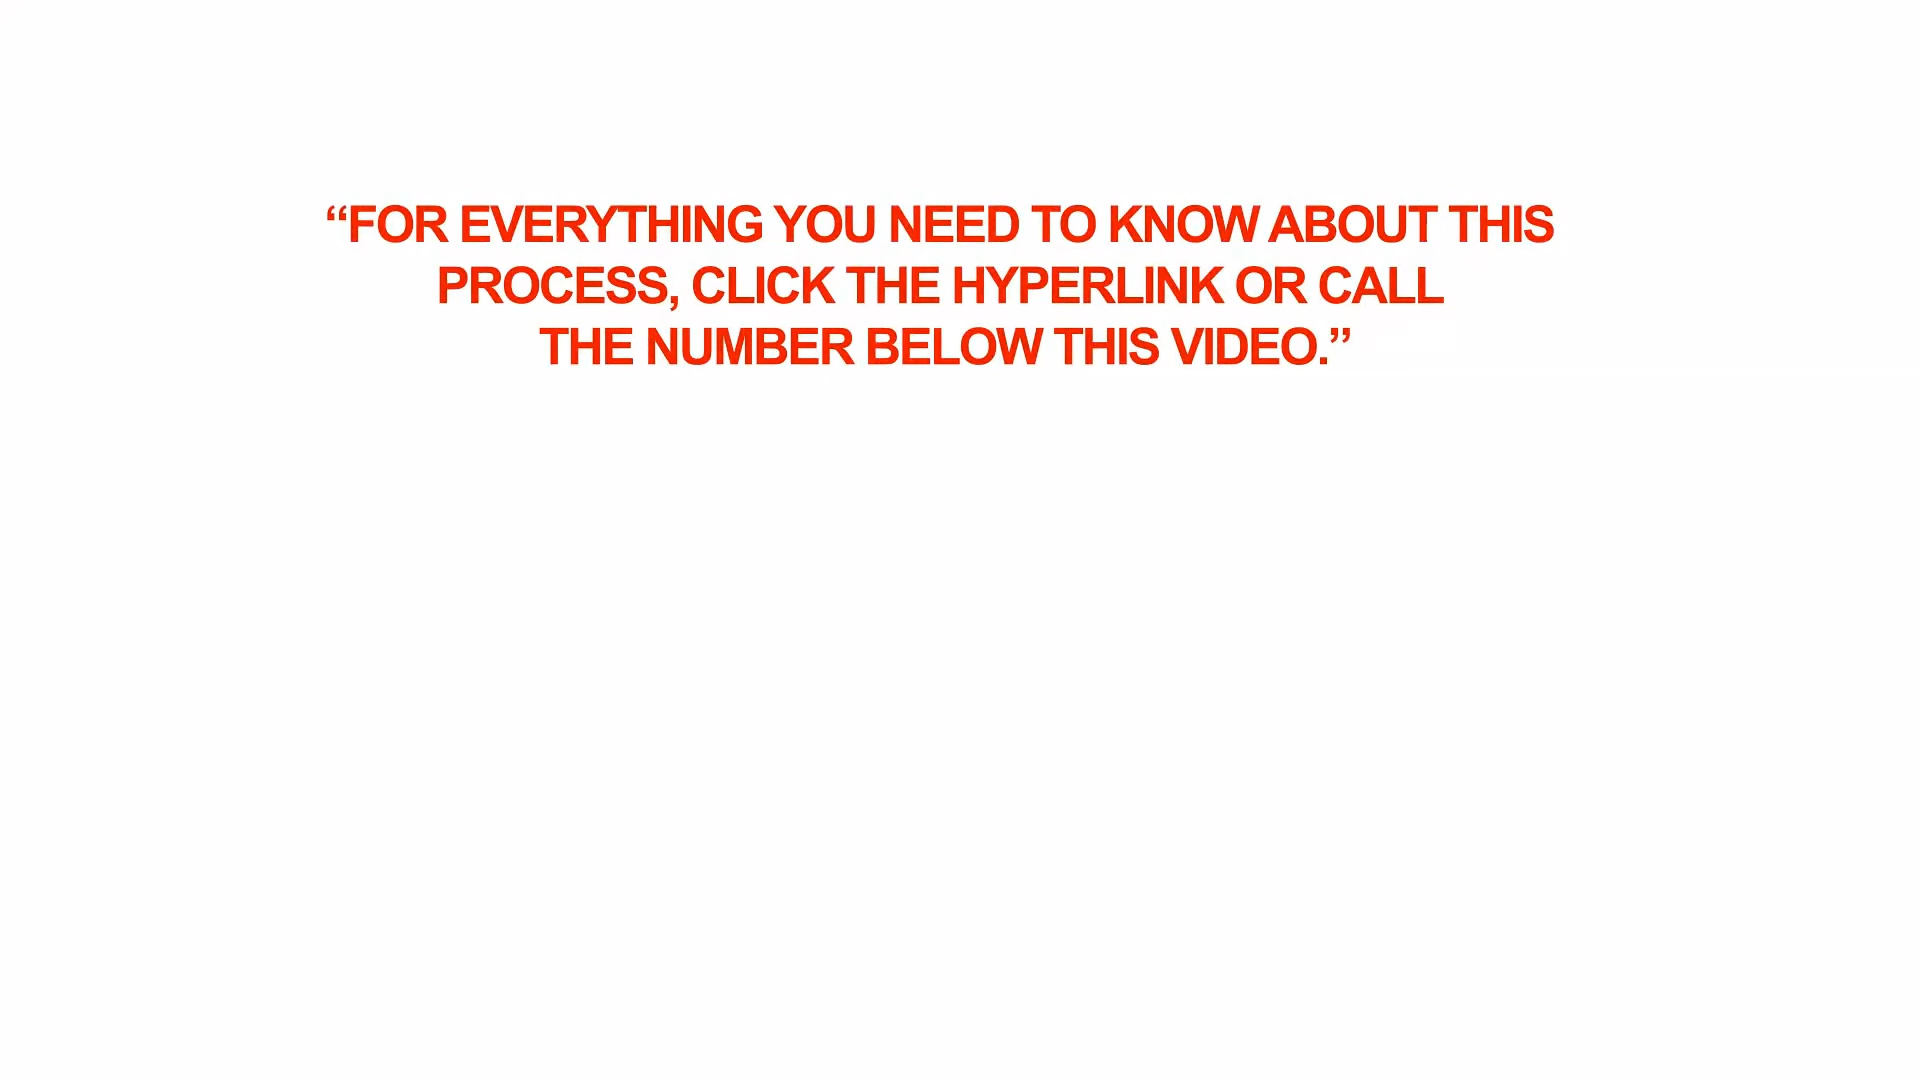 “FOR EVERYTHING YOU NEED TO KNOW ABOUT THIS
PROCESS, CLICK THE HYPERLINK OR CALL
THE NUMBER BELOW THIS VIDEO.”